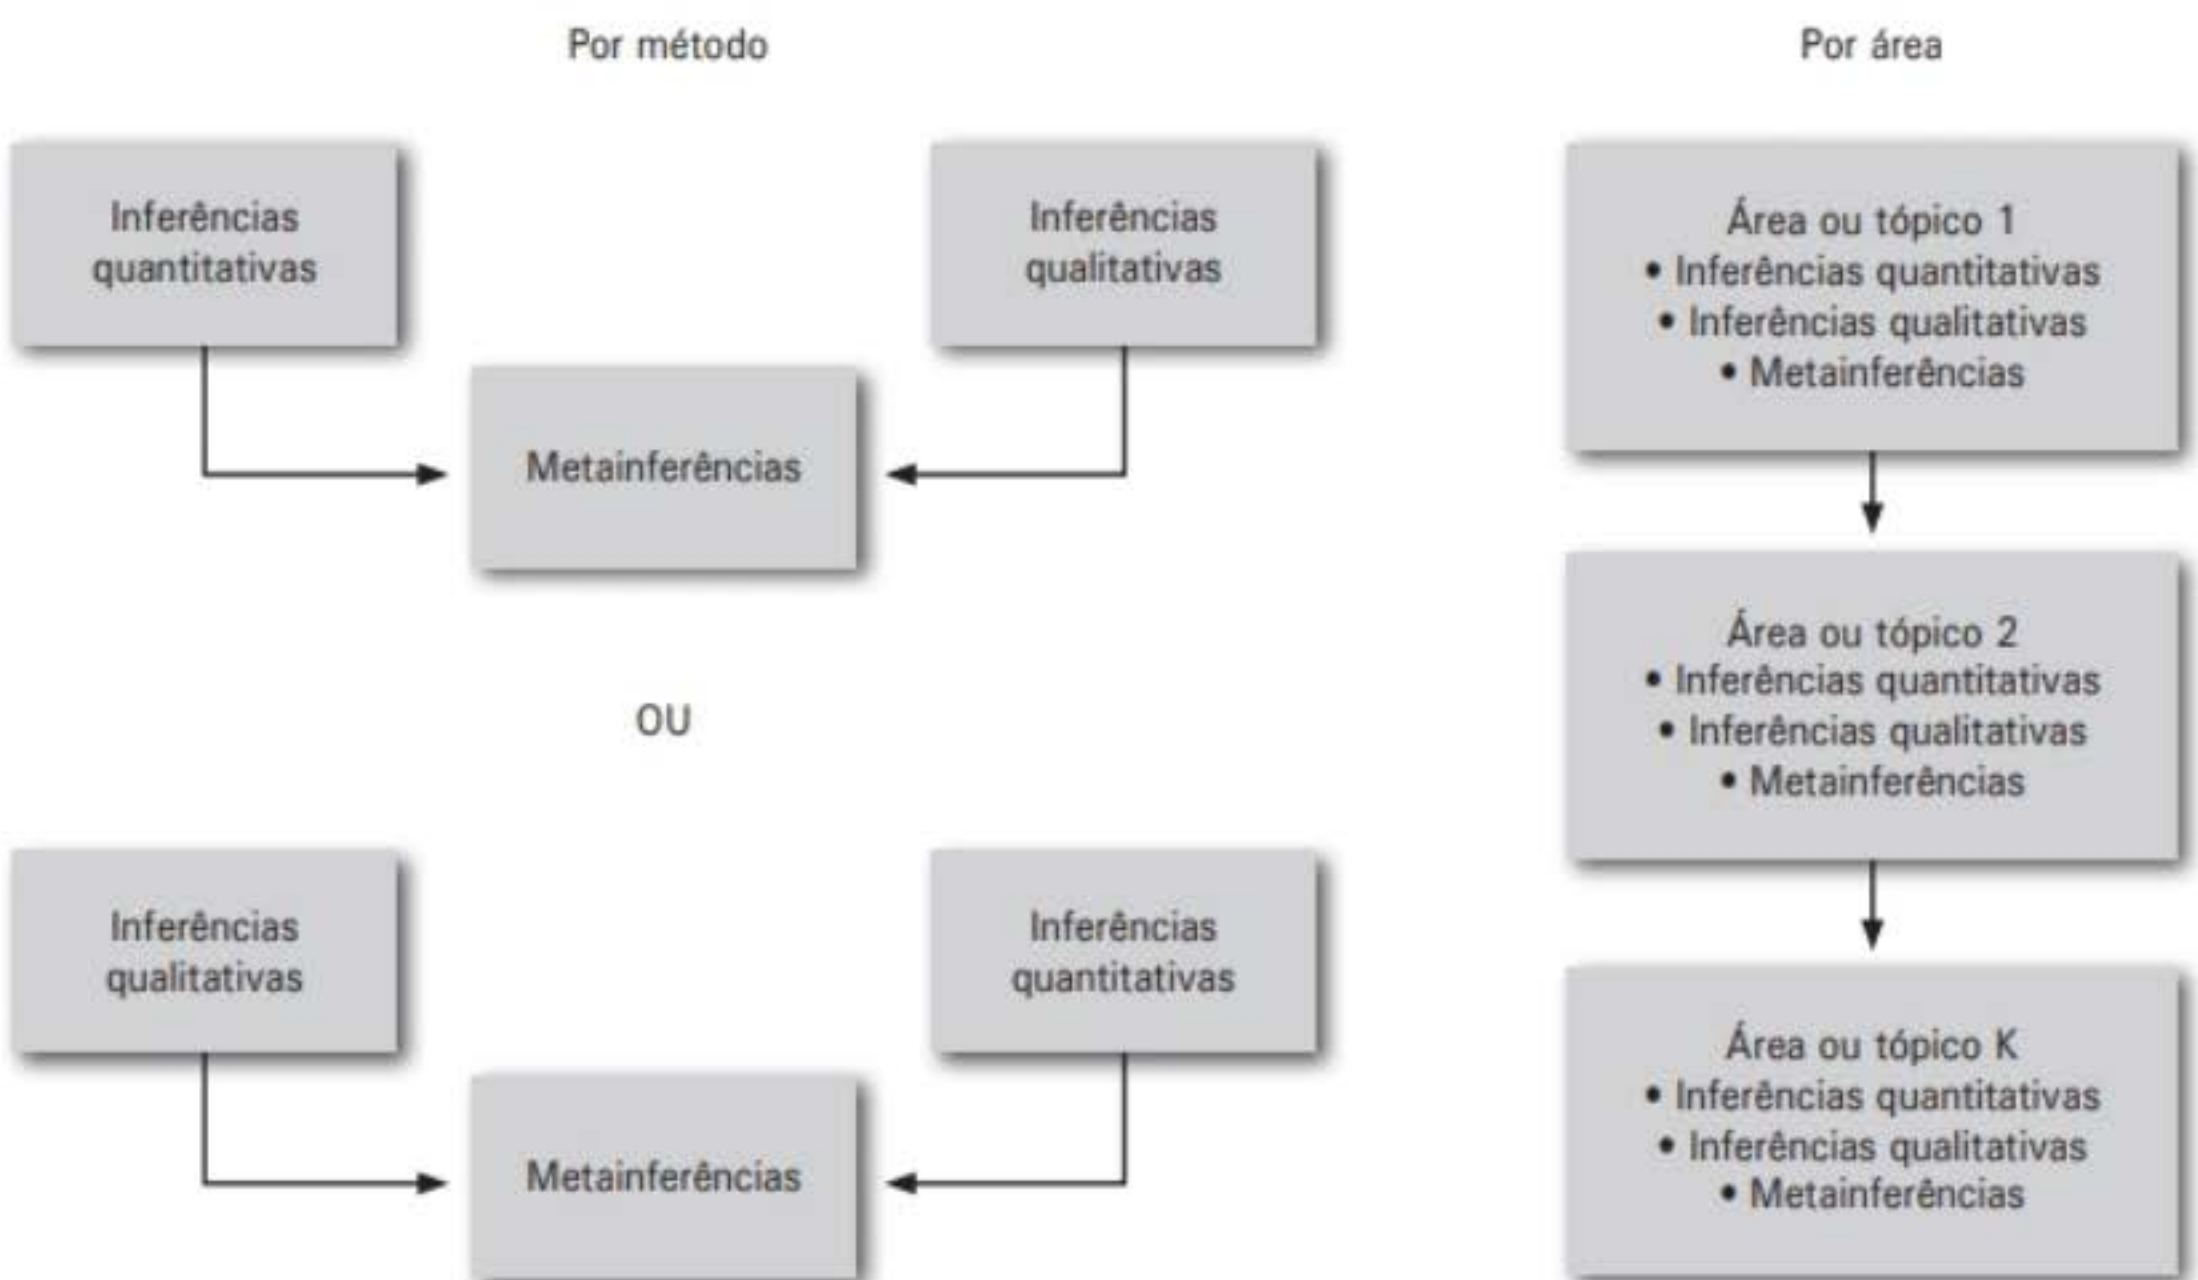 Por método
Inferências
quantitativas
Inferências
qualitativas
Metainferências
OU
Inferências
qualitativas
Inferências
quantitativas
Metainferências
Por área
Área ou tópico 1
• Inferências quantitativas
• Inferências qualitativas
• Metainferências
Área ou tópico 2
• Inferências quantitativas
• Inferências qualitativas
• Metainferências
Área ou tópico K
• Inferências quantitativas
• Inferências qualitativas
• Metainferências